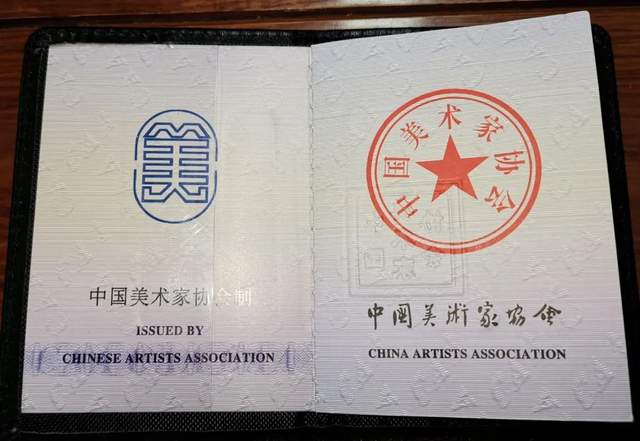 美
中国美术家协会制
ISSUED BY
CHINESE ARTISTS ASSOCIATION
中国美术家协会
中国美術家協會
CHINA ARTISTS ASSOCIATION